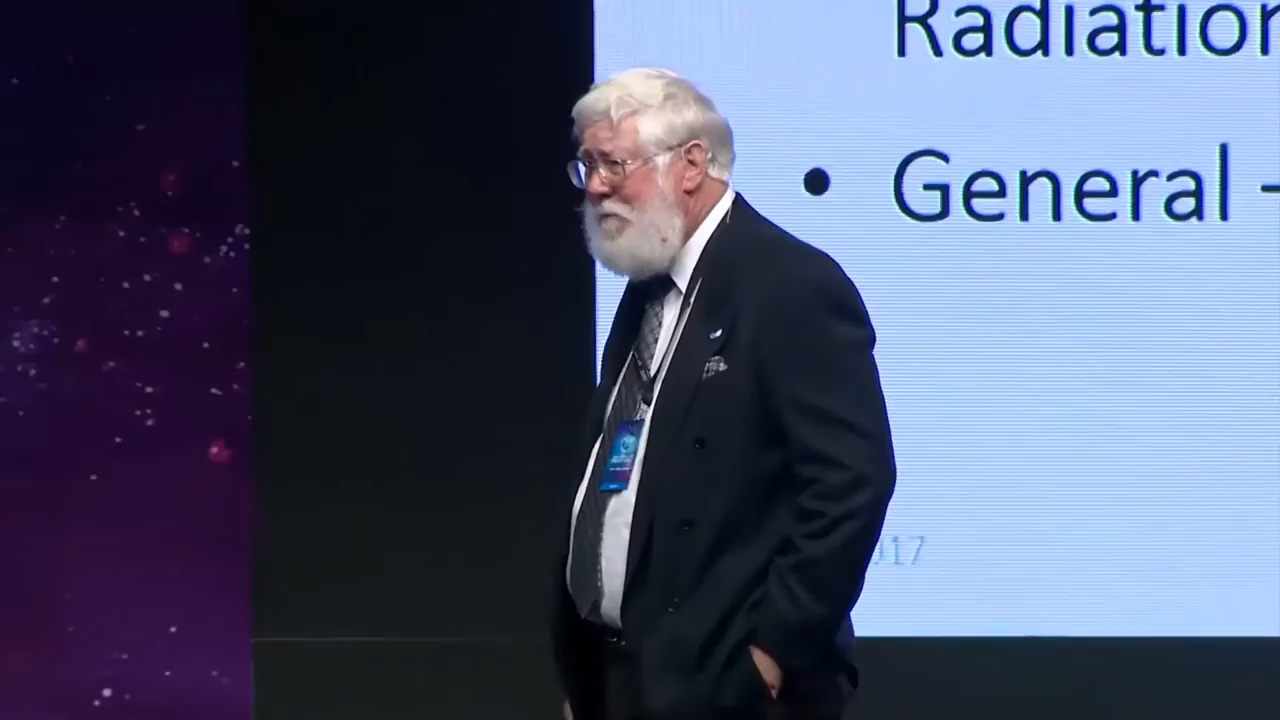 Radiation
• General -
017